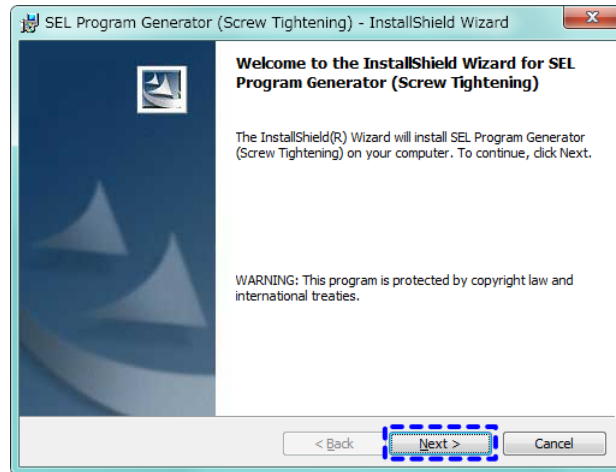 SEL Program Generator (Screw Tightening) - InstallShield Wizard
Welcome to the InstallShield Wizard for SEL
Program Generator (Screw Tightening)
The InstallShield(R) Wizard will install SEL Program Generator
(Screw Tightening) on your computer. To continue, click Next.
WARNING: This program is protected by copyright law and
international treaties.
< Back Next > Cancel